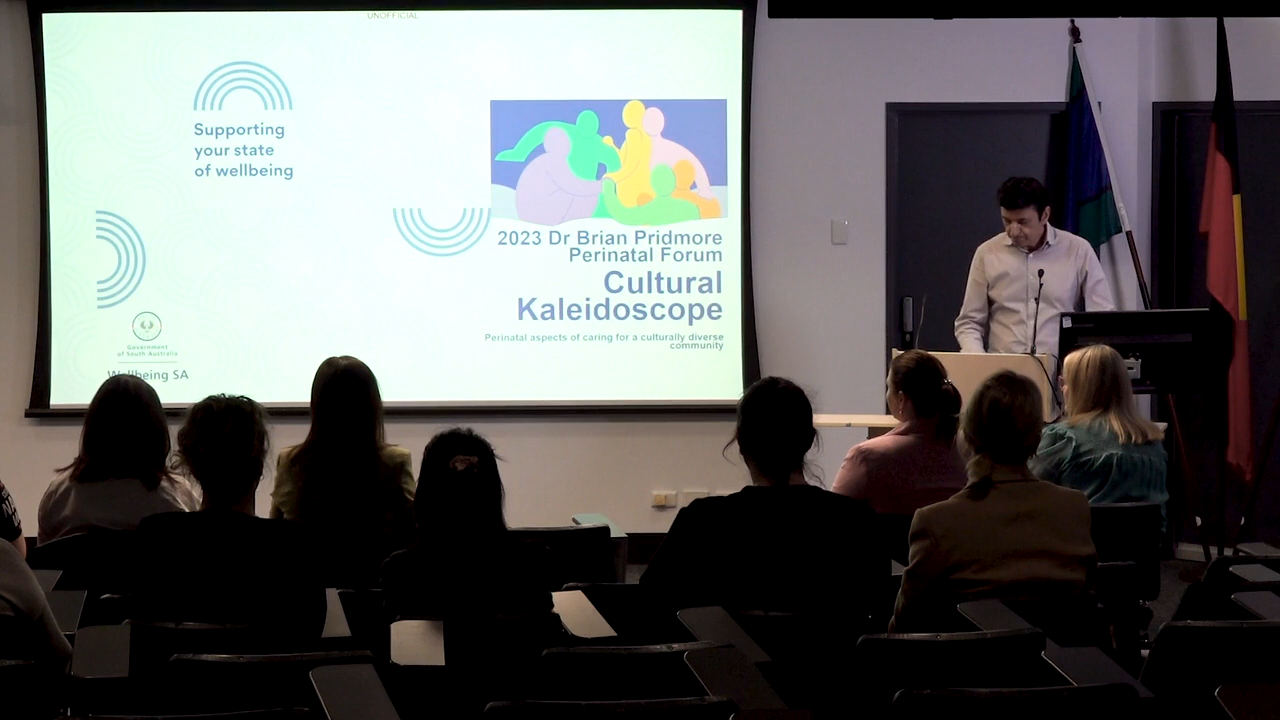 UNOFFICIAL
Supporting
your state
of wellbeing
2023 Dr Brian Pridmore
Perinatal Forum
Cultural
Kaleidoscope
Perinatal aspects of caring for a culturally diverse
community
Government
of South Australia
Wellbeing SA